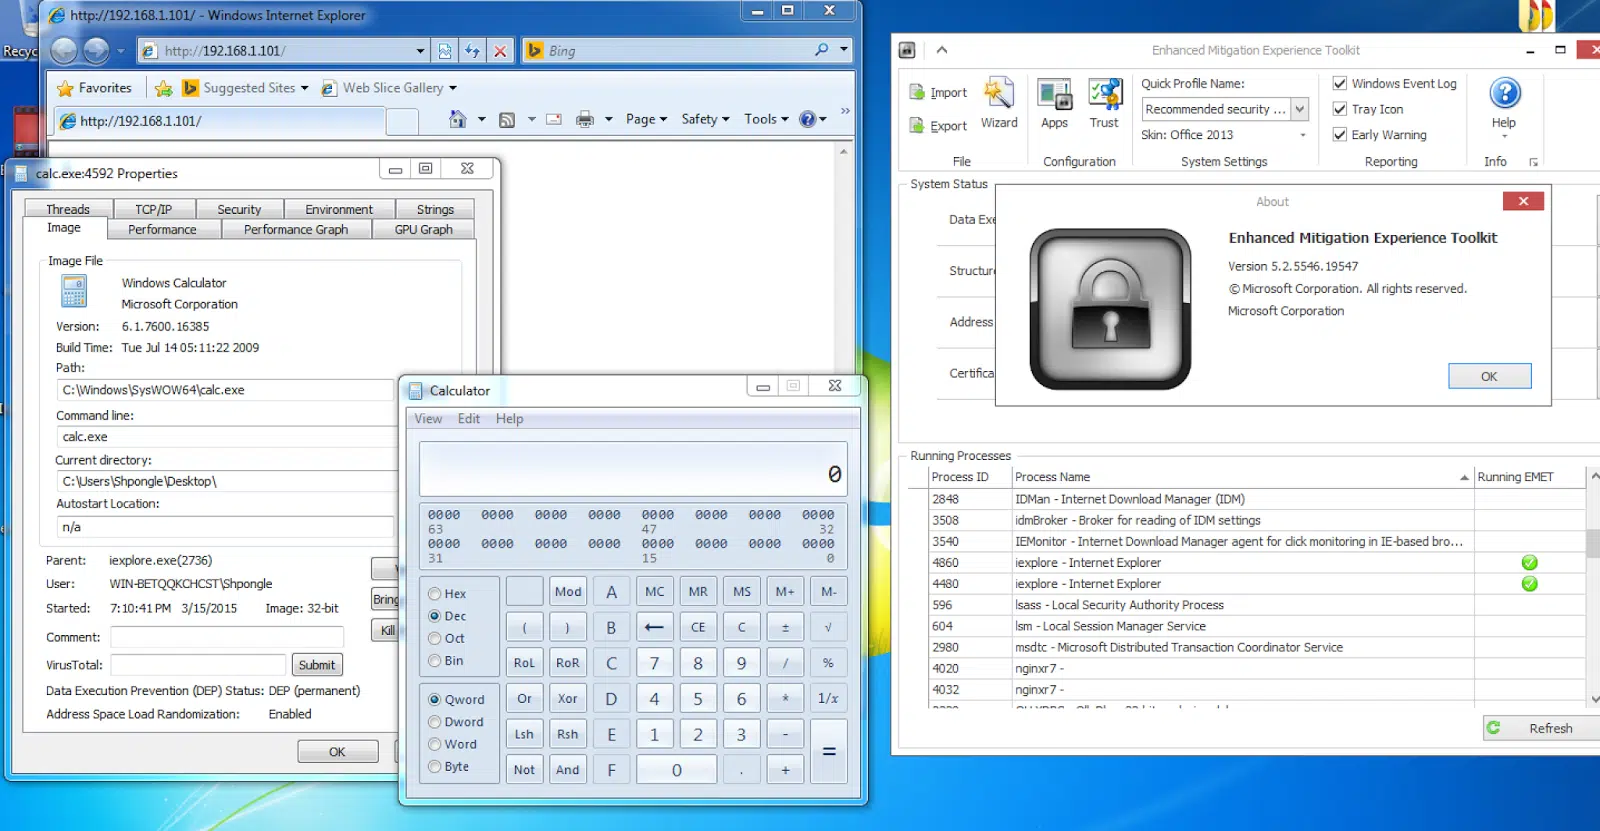 Recyc
http://192.168.1.101/ - Windows Internet Explorer
http://192.168.1.101/
Bing
Favorites
Suggested Sites
Web Slice Gallery
http://192.168.1.101/
Page
Safety
Tools
calc.exe:4592 Properties
Threads
TCP/IP
Security
Environment
Strings
Image
Performance
Performance Graph
GPU Graph
Image File
Windows Calculator
Microsoft Corporation
Version: 6.1.7600.16385
Build Time: Tue Jul 14 05:11:22 2009
Path:
C:\Windows\SysWOW64\calc.exe
Command line:
calc.exe
Current directory:
C:\Users\Shpongle\Desktop\
Autostart Location:
n/a
Parent: iexplore.exe(2736)
User: WIN-BETQQKCHCST\Shpongle
Started: 7:10:41 PM 3/15/2015 Image: 32-bit
Bring
Comment:
Kill
VirusTotal:
Submit
Data Execution Prevention (DEP) Status: DEP (permanent)
Address Space Load Randomization: Enabled
OK
Calculator
View Edit Help
0
0000 0000 0000 0000 0000 0000 0000 0000
63 47 32
0000 0000 0000 0000 0000 0000 0000 0000
31 15 0
Hex
Dec
Oct
Bin
Qword
Dword
Word
Byte
Mod A MC MR MS M+ M-
( ) B ← CE C ± √
RoL RoR C 7 8 9 / %
Or Xor D 4 5 6 * 1/x
Lsh Rsh E 1 2 3 - =
Not And F 0 . +
Enhanced Mitigation Experience Toolkit
Import
Export
Wizard
File
Apps
Trust
Configuration
Quick Profile Name:
Recommended security ...
Skin: Office 2013
System Settings
Windows Event Log
Tray Icon
Early Warning
Reporting
Help
Info
System Status
Data Exe
Structure
Address
Certifica
About
Enhanced Mitigation Experience Toolkit
Version 5.2.5546.19547
© Microsoft Corporation. All rights reserved.
Microsoft Corporation
OK
Running Processes
Process ID Process Name Running EMET
2848 IDMan - Internet Download Manager (IDM)
3508 idmBroker - Broker for reading of IDM settings
3540 IEMonitor - Internet Download Manager agent for click monitoring in IE-based bro...
4860 iexplore - Internet Explorer
4480 iexplore - Internet Explorer
596 lsass - Local Security Authority Process
604 lsm - Local Session Manager Service
2980 msdtc - Microsoft Distributed Transaction Coordinator Service
4020 nginxr7 -
4032 nginxr7 -
Refresh